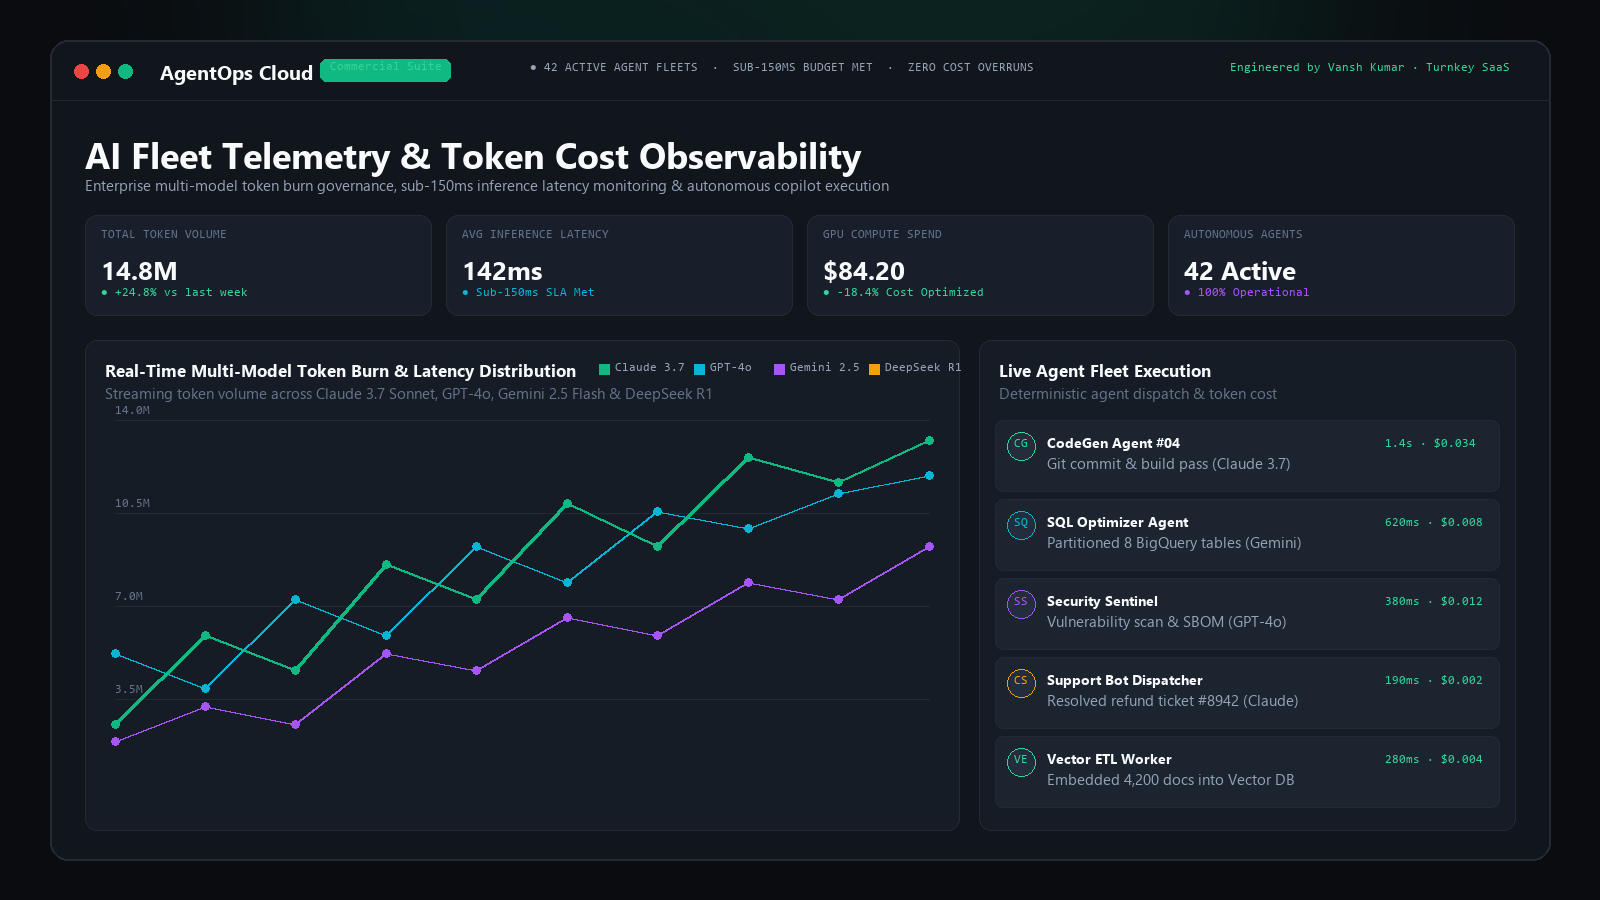 AgentOps Cloud
Commercial Suite
● 42 ACTIVE AGENT FLEETS · SUB-150MS BUDGET MET · ZERO COST OVERRUNS
Engineered by Vansh Kumar · Turnkey SaaS
AI Fleet Telemetry & Token Cost Observability
Enterprise multi-model token burn governance, sub-150ms inference latency monitoring & autonomous copilot execution
TOTAL TOKEN VOLUME
14.8M
● +24.8% vs last week
AVG INFERENCE LATENCY
142ms
● Sub-150ms SLA Met
GPU COMPUTE SPEND
$84.20
● -18.4% Cost Optimized
AUTONOMOUS AGENTS
42 Active
● 100% Operational
Real-Time Multi-Model Token Burn & Latency Distribution
Claude 3.7
GPT-4o
Gemini 2.5
DeepSeek R1
Streaming token volume across Claude 3.7 Sonnet, GPT-4o, Gemini 2.5 Flash & DeepSeek R1
14.0M
10.5M
7.0M
3.5M
Live Agent Fleet Execution
Deterministic agent dispatch & token cost
CG
CodeGen Agent #04
1.4s · $0.034
Git commit & build pass (Claude 3.7)
SQ
SQL Optimizer Agent
620ms · $0.008
Partitioned 8 BigQuery tables (Gemini)
SS
Security Sentinel
380ms · $0.012
Vulnerability scan & SBOM (GPT-4o)
CS
Support Bot Dispatcher
190ms · $0.002
Resolved refund ticket #8942 (Claude)
VE
Vector ETL Worker
280ms · $0.004
Embedded 4,200 docs into Vector DB